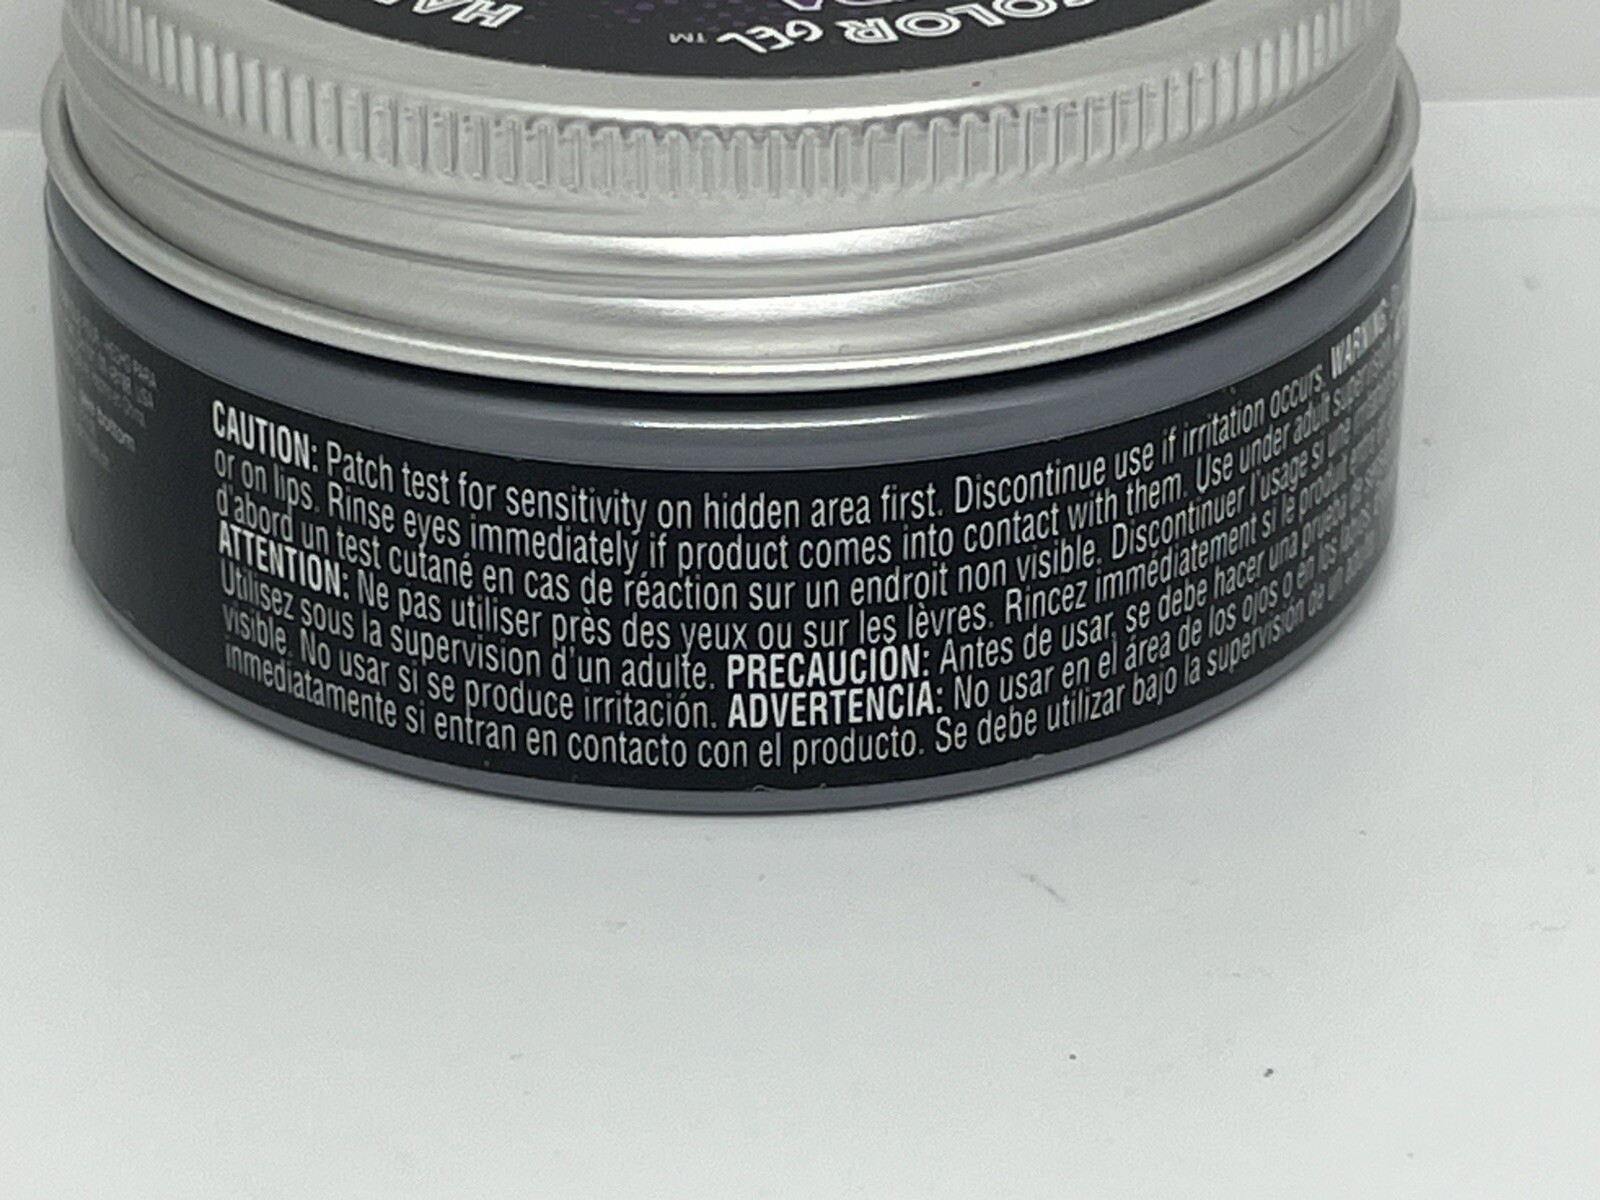 COLOR GEL™
CAUTION: Patch test for sensitivity on hidden area first. Discontinue use if irritation occurs. WARNING:
or on lips. Rinse eyes immediately if product comes into contact with them. Use under adult supervision
d'abord un test cutané en cas de réaction sur un endroit non visible. Discontinuer l'usage si une
ATTENTION: Ne pas utiliser près des yeux ou sur les lèvres. Rincez immédiatement si le produit entre
Utilisez sous la supervision d'un adulte. PRECAUCIÓN: Antes de usar, se debe hacer una prueba de
visible. No usar si se produce irritación. ADVERTENCIA: No usar en el área de los ojos o en los labios
inmediatamente si entran en contacto con el producto. Se debe utilizar bajo la supervisión de un